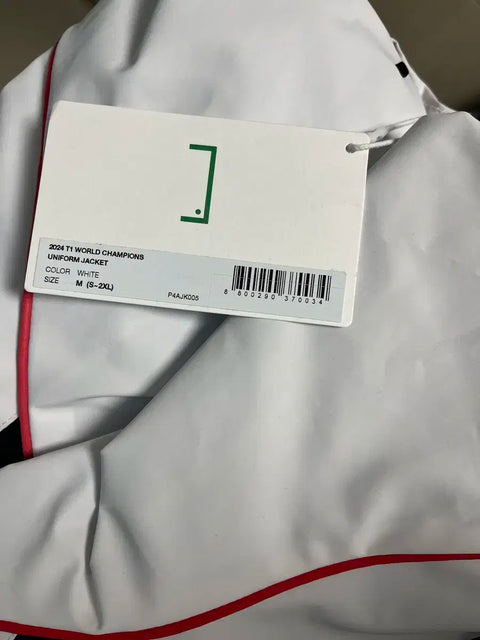 2024 T1 WORLD CHAMPIONS
UNIFORM JACKET
COLOR WHITE
SIZE M (S-2XL)
P4AJK005
8 800290 370034